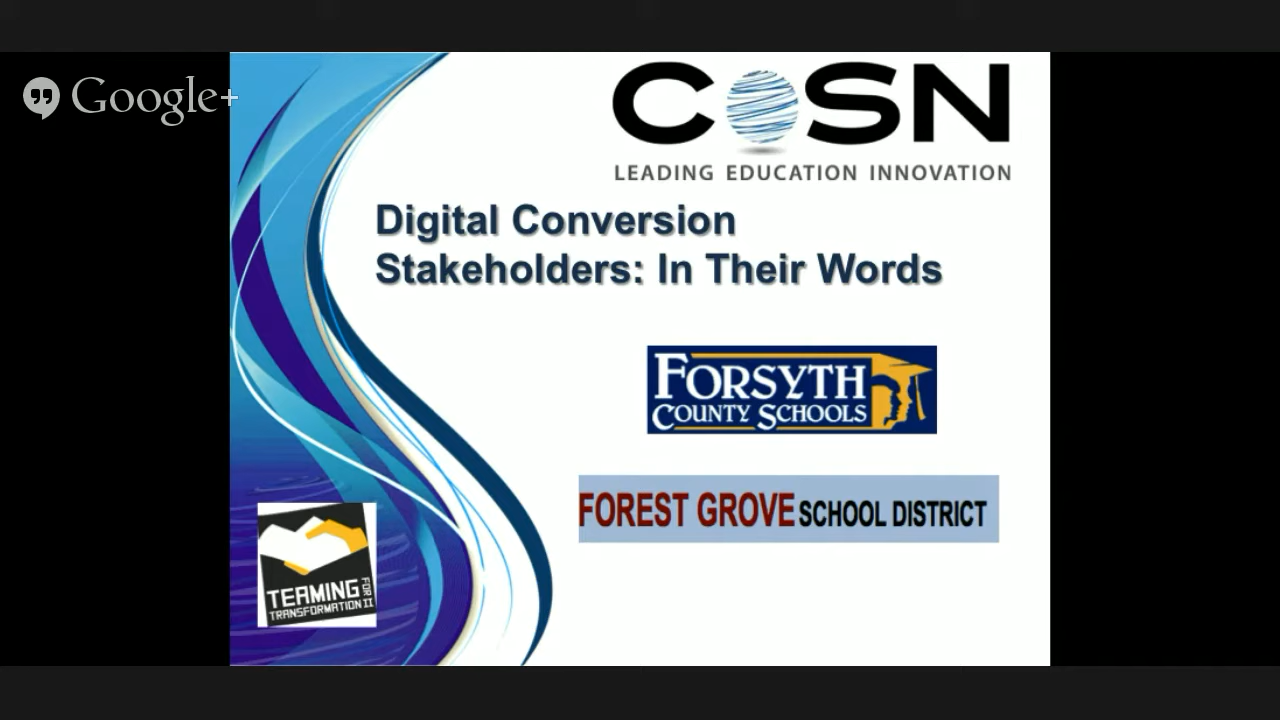 Google+
COSN
LEADING EDUCATION INNOVATION
Digital Conversion
Stakeholders: In Their Words
FORSYTH
COUNTY SCHOOLS
FOREST GROVE SCHOOL DISTRICT
TEAMING
FOR
TRANSFORMATION II